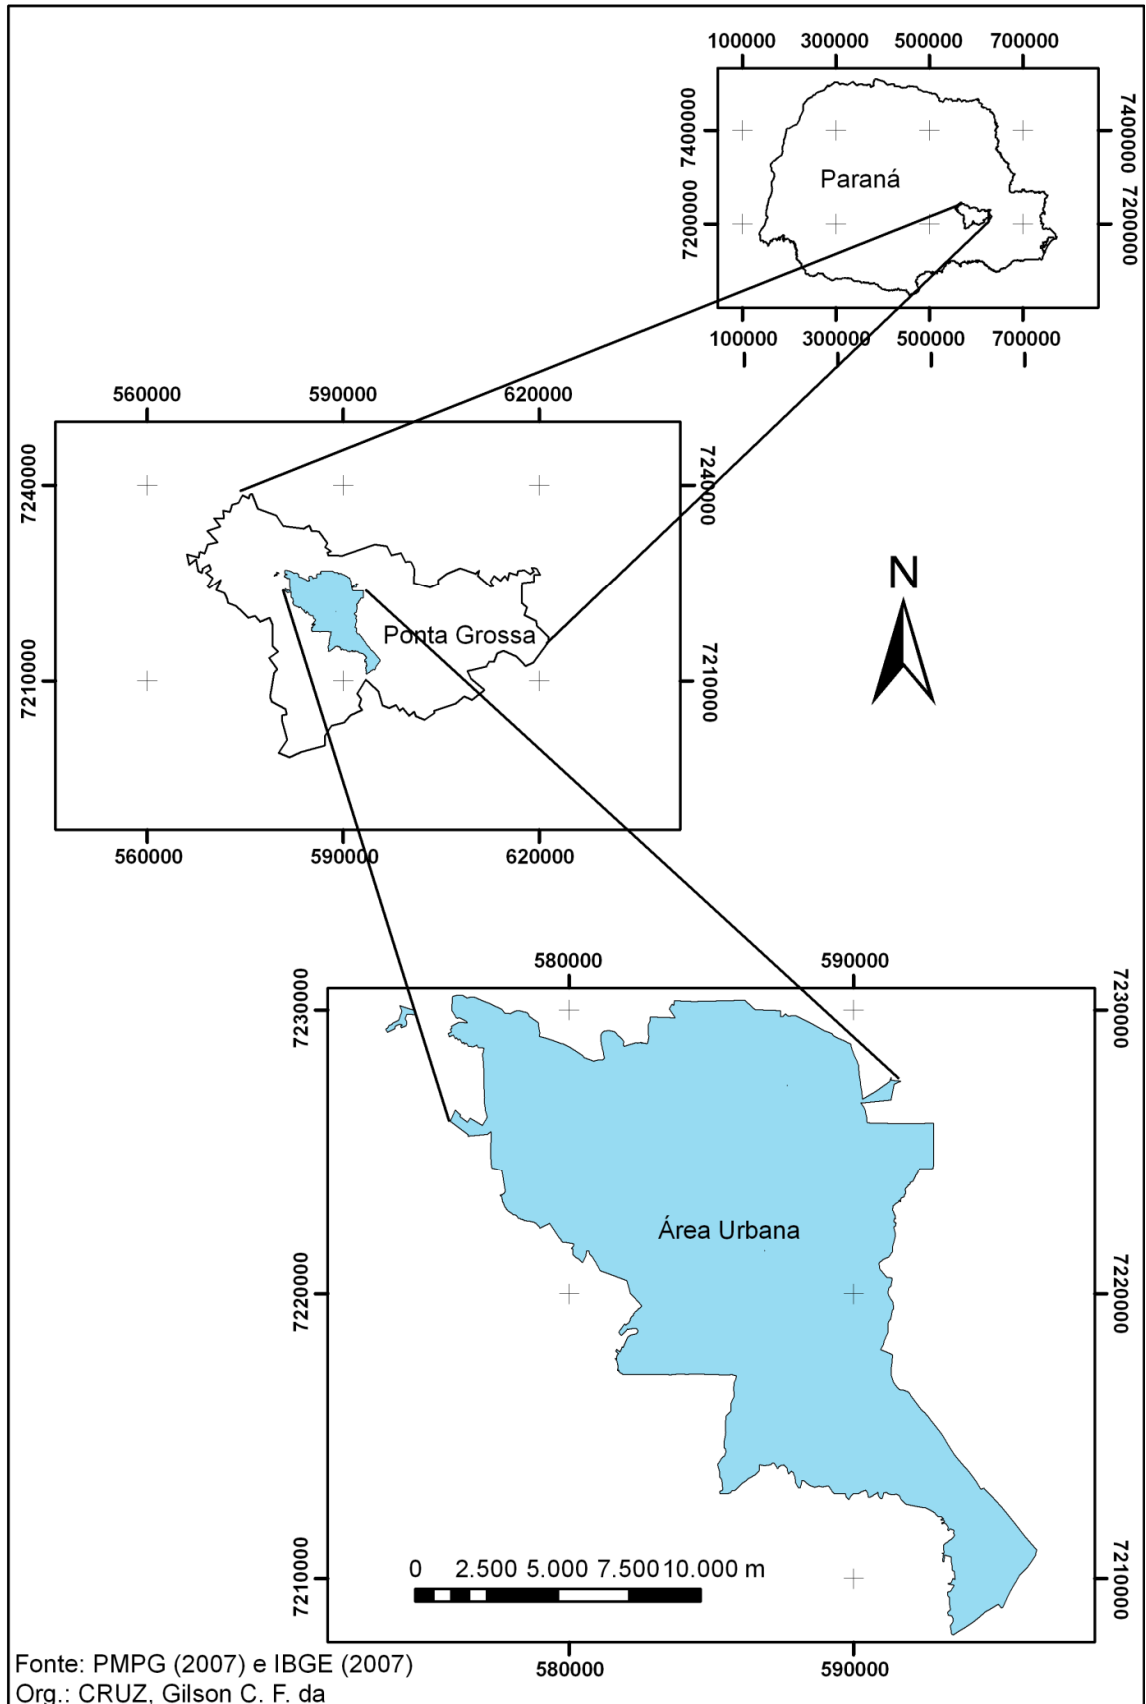 100000 300000 500000 700000
7400000
7400000
Paraná
7200000
7200000
100000 300000 500000 700000
560000 590000 620000
7240000
7240000
N
Ponta Grossa
7210000
7210000
560000 590000 620000
580000 590000
7230000
7230000
Área Urbana
7220000
7220000
0 2.500 5.000 7.500 10.000 m
7210000
7210000
580000 590000
Fonte: PMPG (2007) e IBGE (2007)
Org.: CRUZ, Gilson C. F. da